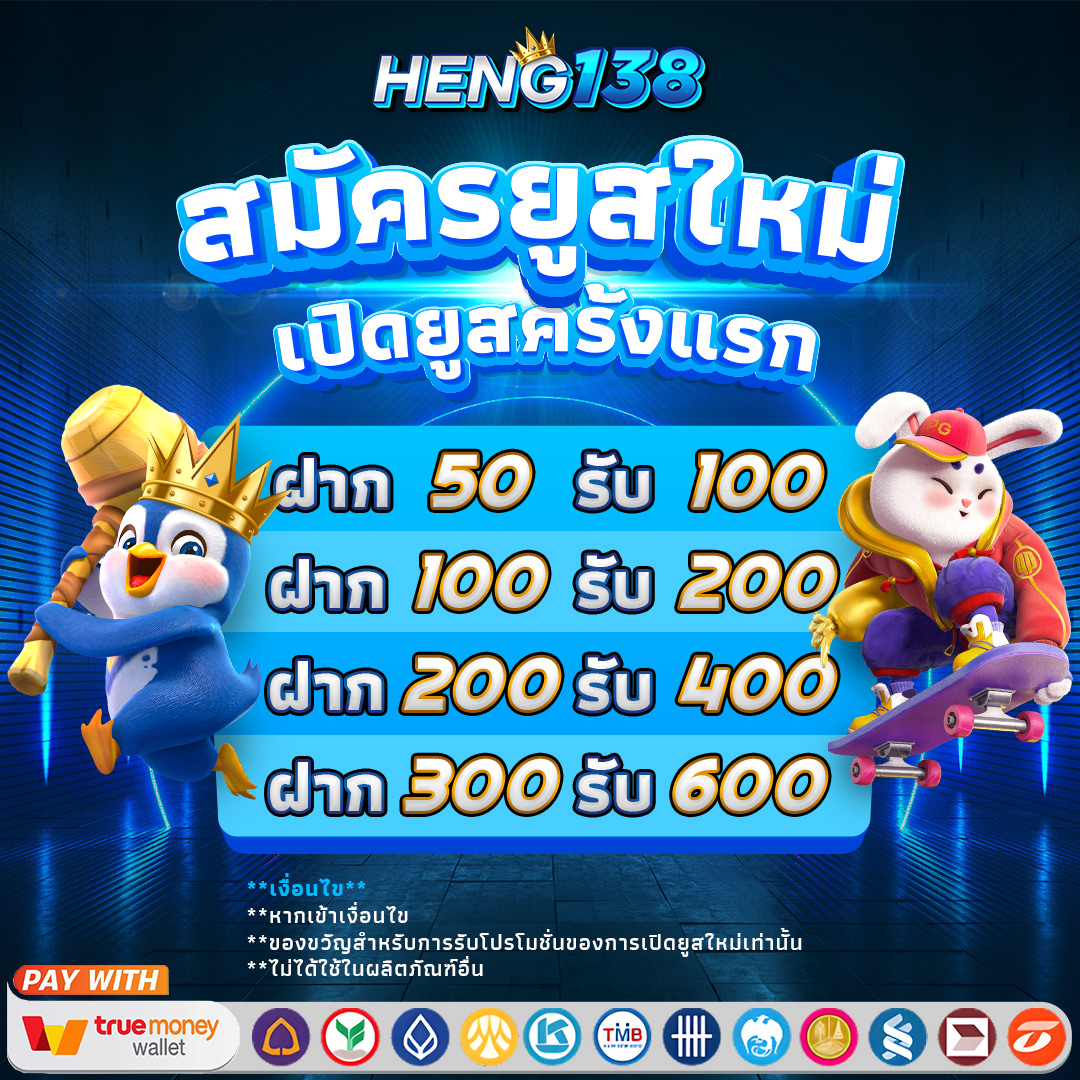 HENG138
สมัครยูสใหม่
เปิดยูสครั้งแรก
ฝาก 50 รับ 100
ฝาก 100 รับ 200
ฝาก 200 รับ 400
ฝาก 300 รับ 600
**เงื่อนไข**
**หากเข้าเงื่อนไข
**ของขวัญสำหรับการรับโปรโมชั่นของการเปิดยูสใหม่เท่านั้น
**ไม่ได้ใช้ในผลิตภัณฑ์อื่น
PAY WITH
truemoney
wallet
TMB